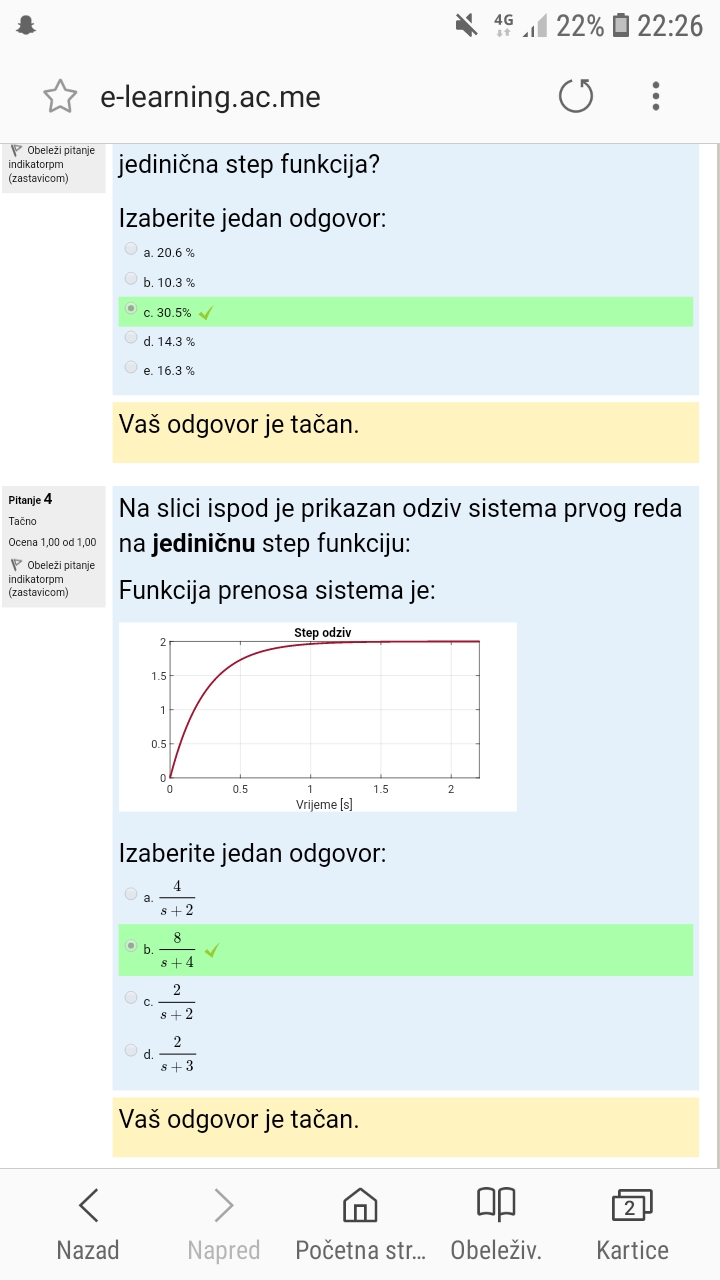 4G 22% 22:26
e-learning.ac.me
Obeleži pitanje
indikatorpm
(zastavicom)
jedinična step funkcija?
Izaberite jedan odgovor:
a. 20.6 %
b. 10.3 %
c. 30.5%
d. 14.3 %
e. 16.3 %
Vaš odgovor je tačan.
Pitanje 4
Tačno
Ocena 1,00 od 1,00
Obeleži pitanje
indikatorpm
(zastavicom)
Na slici ispod je prikazan odziv sistema prvog reda
na jediničnu step funkciju:
Funkcija prenosa sistema je:
Step odziv
2
1.5
1
0.5
0
0 0.5 1 1.5 2
Vrijeme [s]
Izaberite jedan odgovor:
a. 4
s + 2
b. 8
s + 4
c. 2
s + 2
d. 2
s + 3
Vaš odgovor je tačan.
2
Nazad Napred Početna str... Obeleživ. Kartice